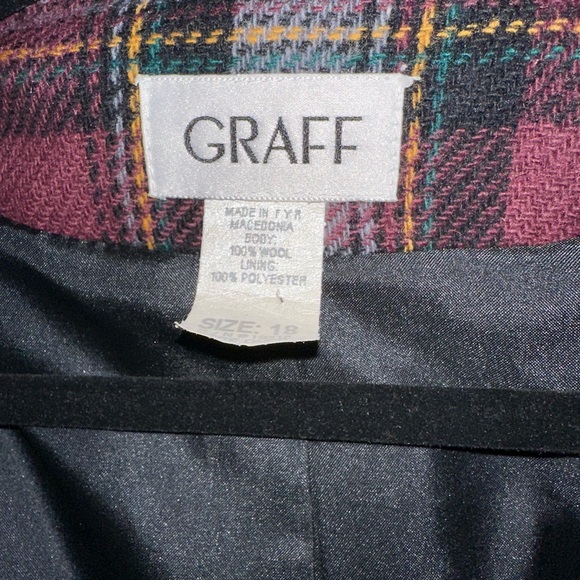 GRAFF
MADE IN F Y R
MACEDONIA
BODY:
100% WOOL
LINING:
100% POLYESTER
SIZE: 18